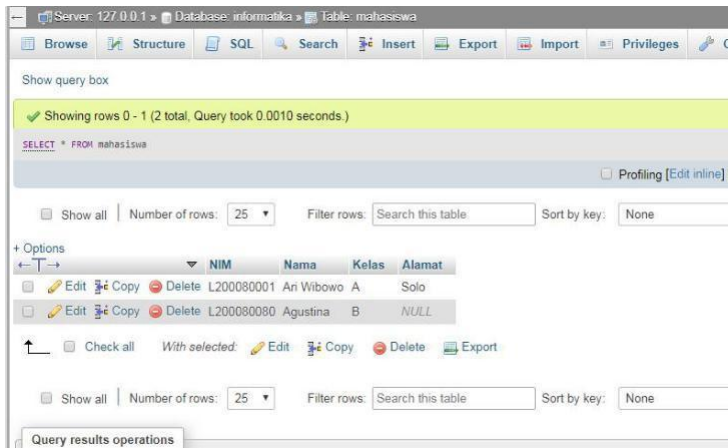 Server: 127.0.0.1 » Database: informatika » Table: mahasiswa
Browse Structure SQL Search Insert Export Import Privileges
Show query box
Showing rows 0 - 1 (2 total, Query took 0.0010 seconds.)
SELECT * FROM mahasiswa
Profiling [Edit inline]
Show all | Number of rows: 25 Filter rows: Search this table Sort by key: None
+ Options
←T→ NIM Nama Kelas Alamat
Edit Copy Delete L200080001 Ari Wibowo A Solo
Edit Copy Delete L200080080 Agustina B NULL
Check all With selected: Edit Copy Delete Export
Show all | Number of rows: 25 Filter rows: Search this table Sort by key: None
Query results operations